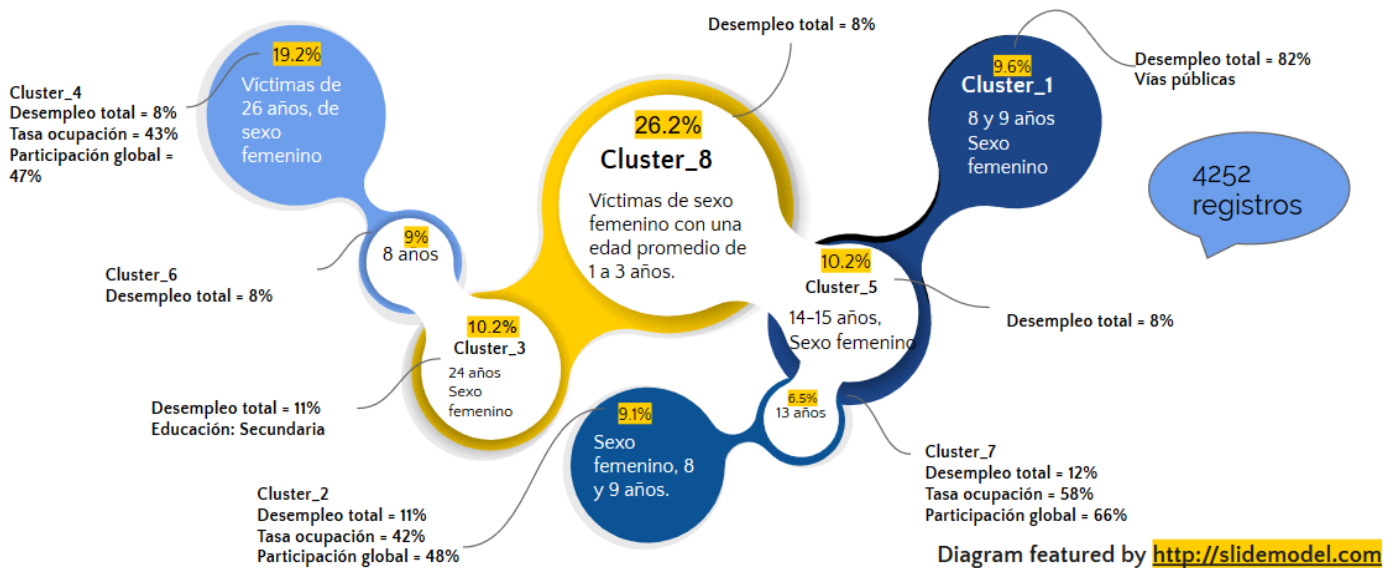 19.2%
Víctimas de
26 años, de
sexo
femenino
Cluster_4
Desempleo total = 8%
Tasa ocupación = 43%
Participación global =
47%
9%
8 años
Cluster_6
Desempleo total = 8%
10.2%
Cluster_3
24 años
Sexo
femenino
Desempleo total = 11%
Educación: Secundaria
Desempleo total = 8%
26.2%
Cluster_8
Víctimas de sexo
femenino con una
edad promedio de
1 a 3 años.
9.6%
Cluster_1
8 y 9 años
Sexo
femenino
Desempleo total = 82%
Vías públicas
4252
registros
10.2%
Cluster_5
14-15 años,
Sexo femenino
Desempleo total = 8%
9.1%
Sexo
femenino, 8
y 9 años.
Cluster_2
Desempleo total = 11%
Tasa ocupación = 42%
Participación global = 48%
6.5%
13 años
Cluster_7
Desempleo total = 12%
Tasa ocupación = 58%
Participación global = 66%
Diagram featured by http://slidemodel.com